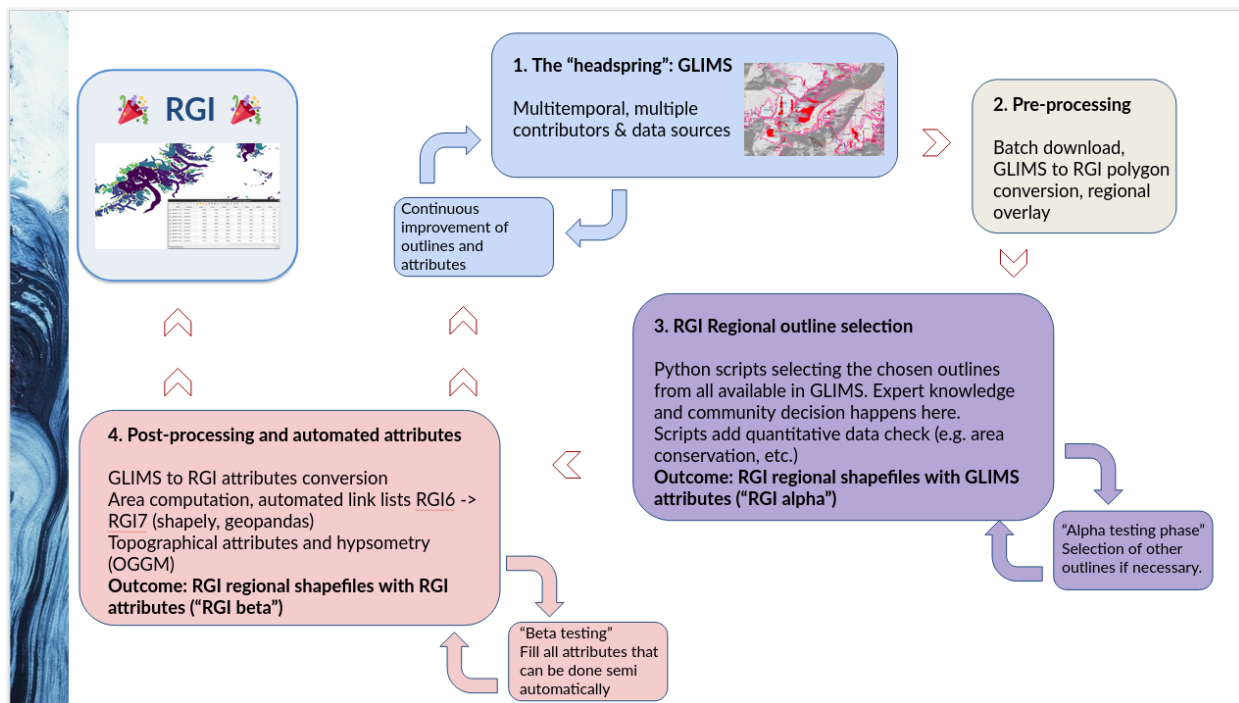 RGI
1. The “headspring”: GLIMS
Multitemporal, multiple
contributors & data sources
Continuous
improvement of
outlines and
attributes
2. Pre-processing
Batch download,
GLIMS to RGI polygon
conversion, regional
overlay
3. RGI Regional outline selection
Python scripts selecting the chosen outlines
from all available in GLIMS. Expert knowledge
and community decision happens here.
Scripts add quantitative data check (e.g. area
conservation, etc.)
Outcome: RGI regional shapefiles with GLIMS
attributes (“RGI alpha”)
“Alpha testing phase”
Selection of other
outlines if necessary.
4. Post-processing and automated attributes
GLIMS to RGI attributes conversion
Area computation, automated link lists RGI6 ->
RGI7 (shapely, geopandas)
Topographical attributes and hypsometry
(OGGM)
Outcome: RGI regional shapefiles with RGI
attributes (“RGI beta”)
“Beta testing”
Fill all attributes that
can be done semi
automatically